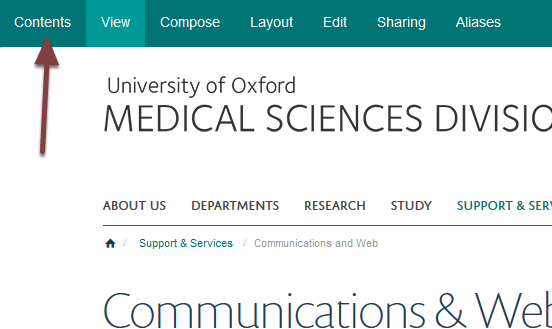 Contents View Compose Layout Edit Sharing Aliases
University of Oxford
MEDICAL SCIENCES DIVISIO
ABOUT US DEPARTMENTS RESEARCH STUDY SUPPORT & SER
/ Support & Services / Communications and Web
Communications & Web